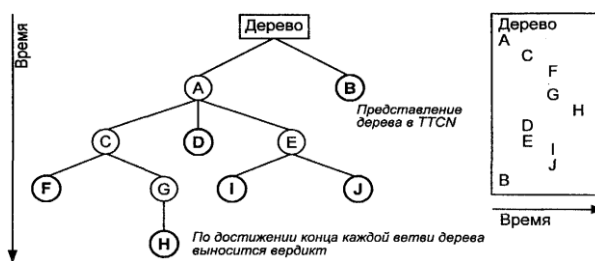 Время
Дерево
A
B
Представление
дерева в TTCN
C
D
E
F
G
I
J
H
По достижении конца каждой ветви дерева
выносится вердикт
Дерево
A
C
F
G
H
D
E
I
J
B
Время